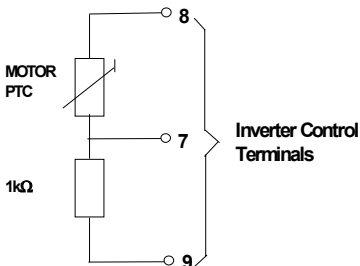 8
MOTOR
PTC
7
Inverter Control
Terminals
1kΩ
9